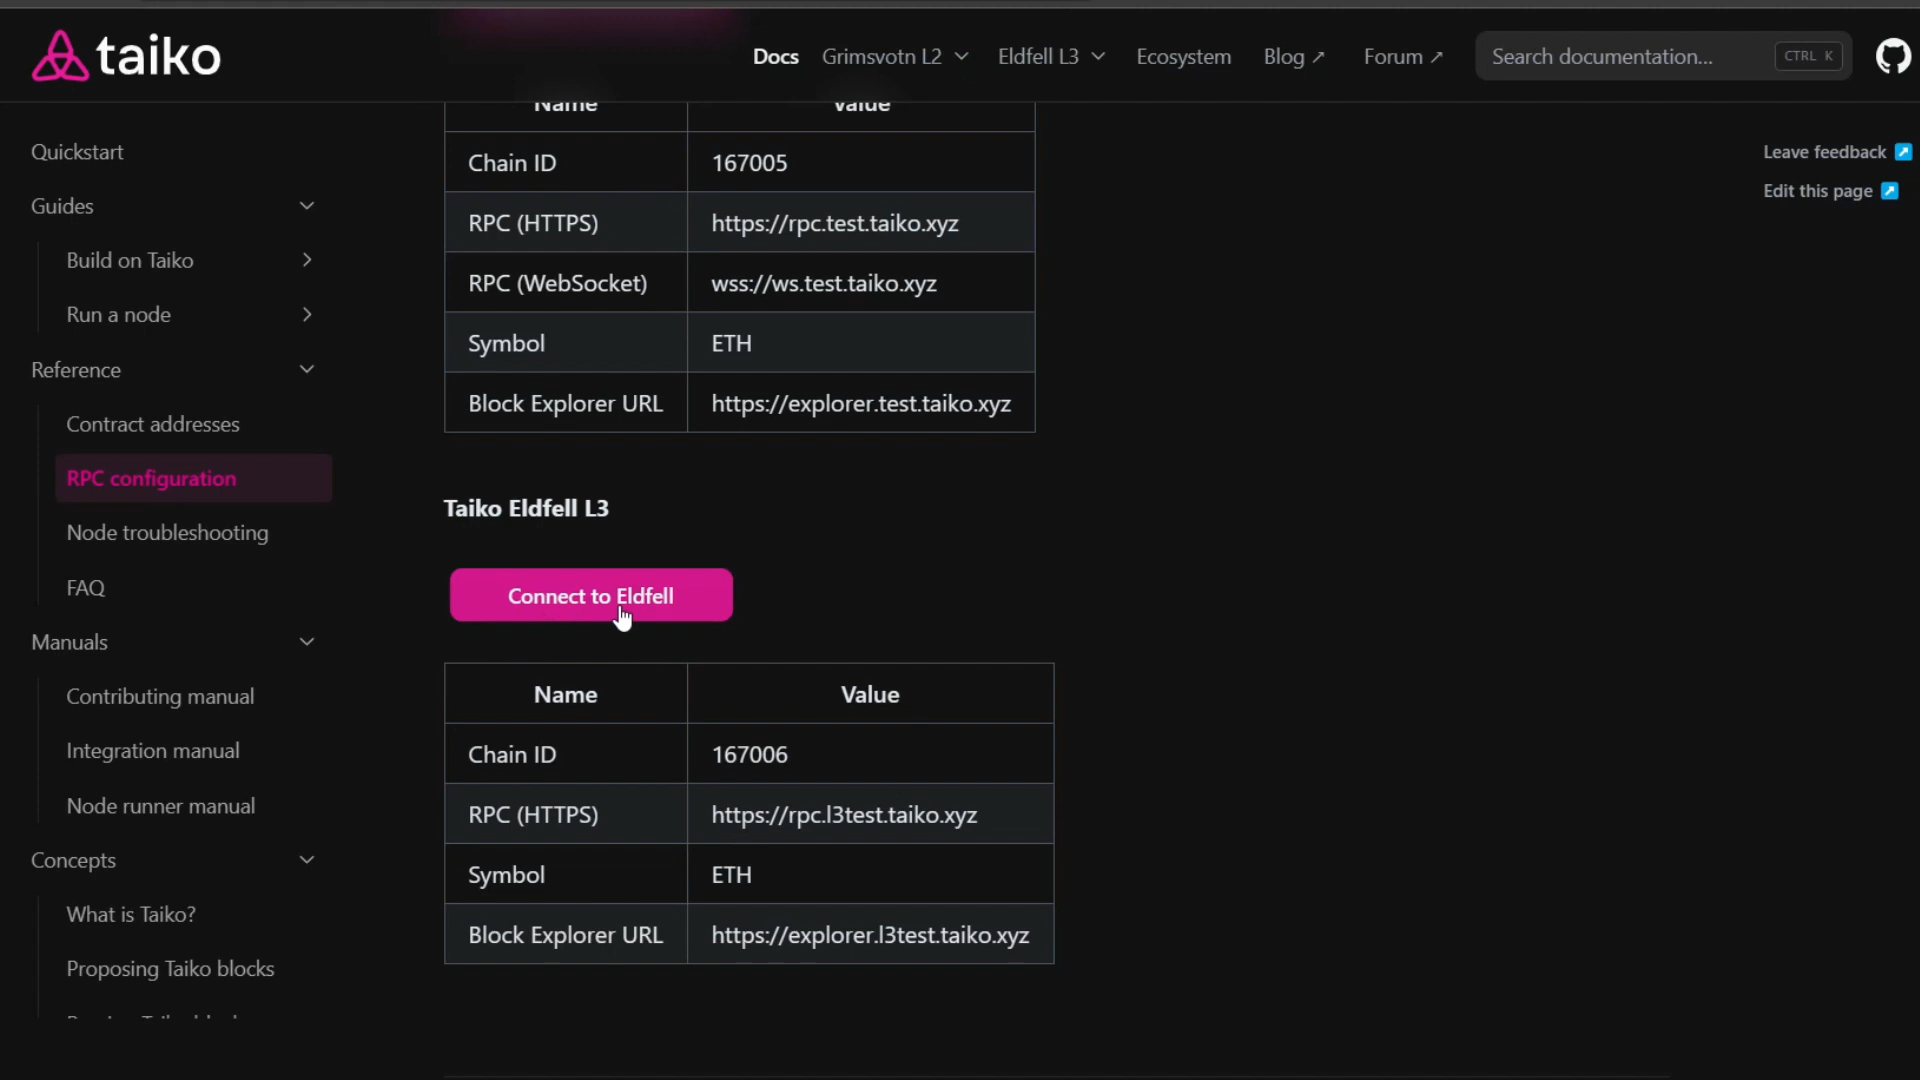 taiko
Docs
Grimsvotn L2
Eldfell L3
Ecosystem
Blog ↗
Forum ↗
Search documentation...
CTRL K
Quickstart
Guides
Build on Taiko
Run a node
Reference
Contract addresses
RPC configuration
Node troubleshooting
FAQ
Manuals
Contributing manual
Integration manual
Node runner manual
Concepts
What is Taiko?
Proposing Taiko blocks
Name Value
Chain ID 167005
RPC (HTTPS) https://rpc.test.taiko.xyz
RPC (WebSocket) wss://ws.test.taiko.xyz
Symbol ETH
Block Explorer URL https://explorer.test.taiko.xyz
Taiko Eldfell L3
Connect to Eldfell
Name Value
Chain ID 167006
RPC (HTTPS) https://rpc.l3test.taiko.xyz
Symbol ETH
Block Explorer URL https://explorer.l3test.taiko.xyz
Leave feedback ↗
Edit this page ↗